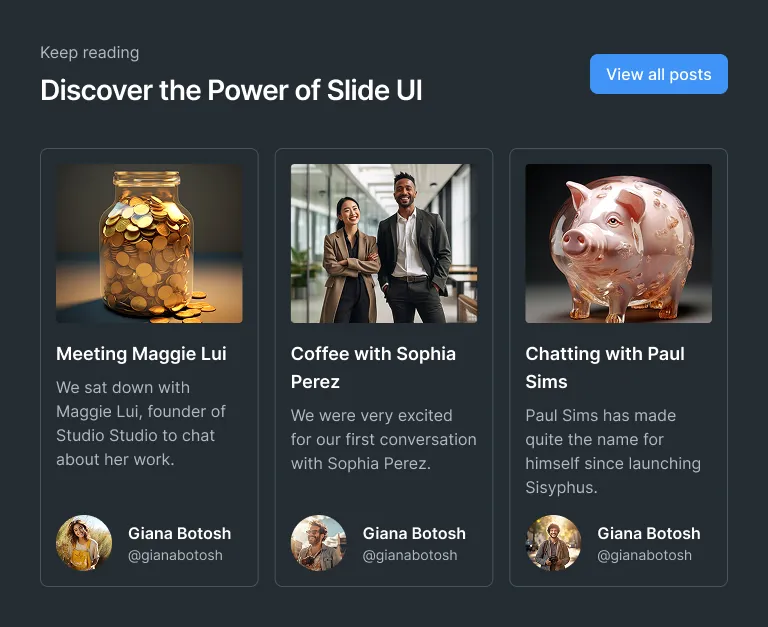 Keep reading
Discover the Power of Slide UI
View all posts
Meeting Maggie Lui
We sat down with
Maggie Lui, founder of
Studio Studio to chat
about her work.
Giana Botosh
@gianabotosh
Coffee with Sophia
Perez
We were very excited
for our first conversation
with Sophia Perez.
Giana Botosh
@gianabotosh
Chatting with Paul
Sims
Paul Sims has made
quite the name for
himself since launching
Sisyphus.
Giana Botosh
@gianabotosh